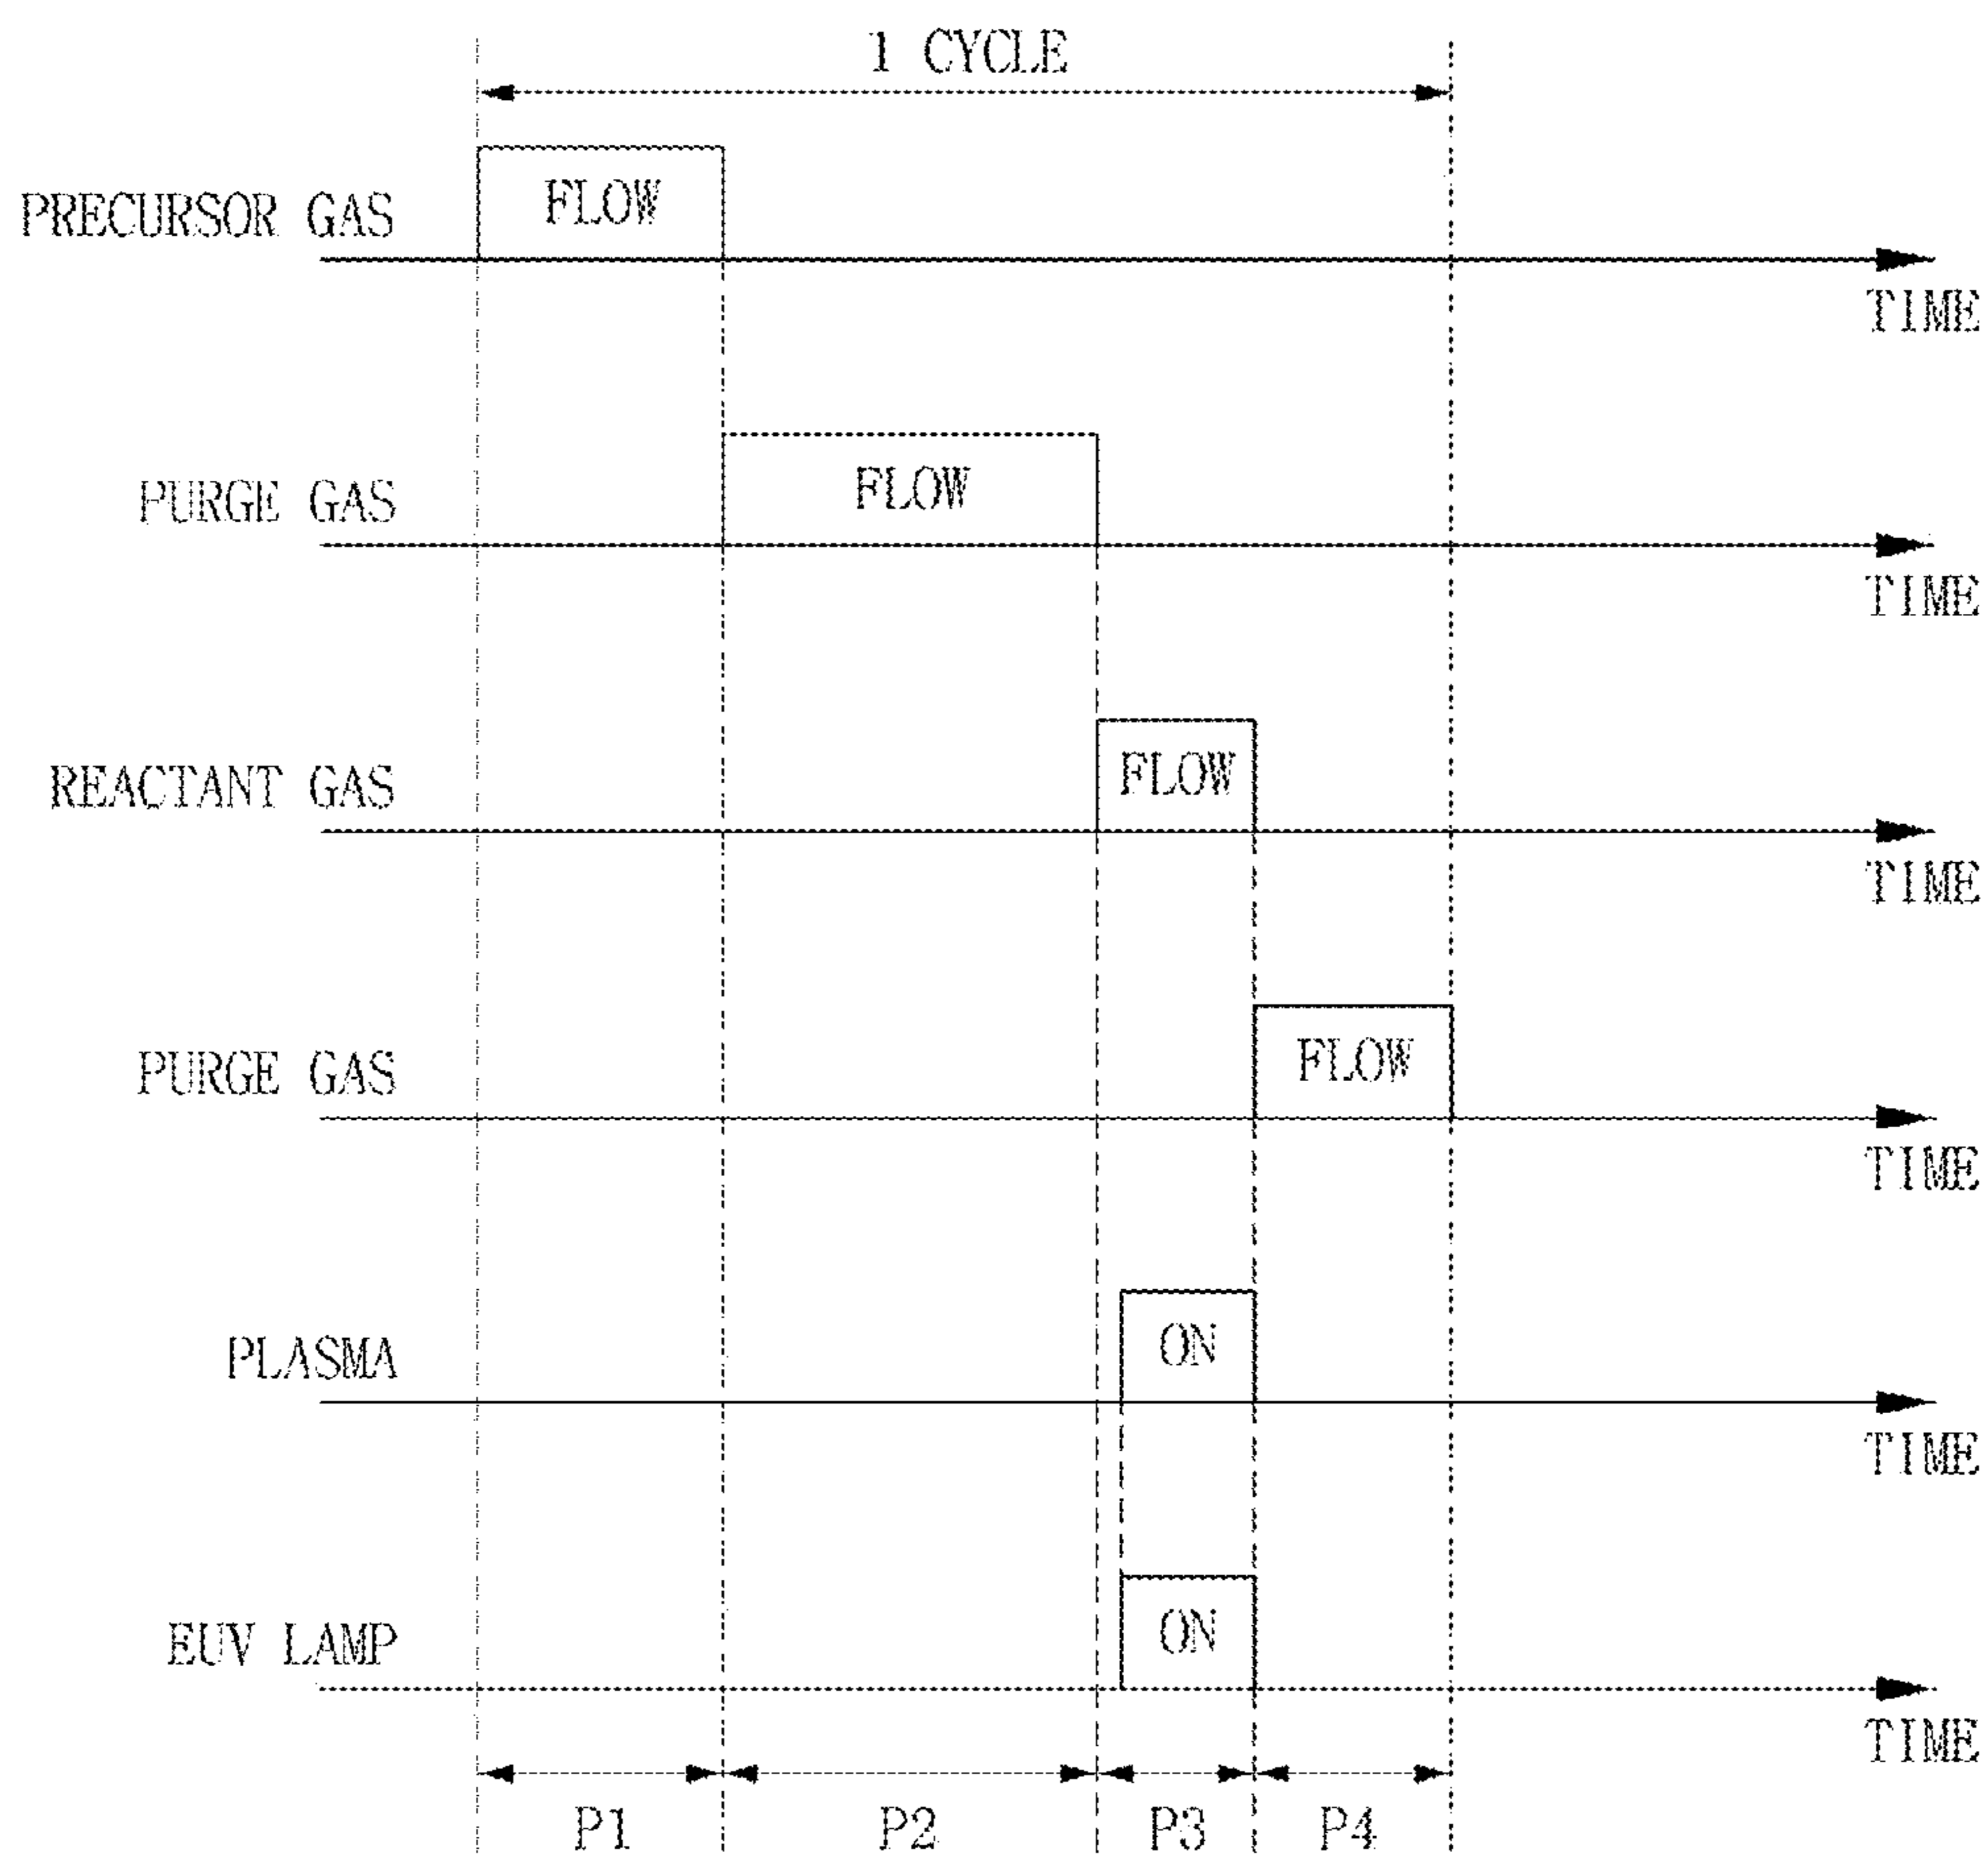 1 CYCLE
PRECURSOR GAS
FLOW
TIME
PURGE GAS
FLOW
TIME
REACTANT GAS
FLOW
TIME
PURGE GAS
FLOW
TIME
PLASMA
ON
TIME
EUV LAMP
ON
TIME
P1 P2 P3 P4